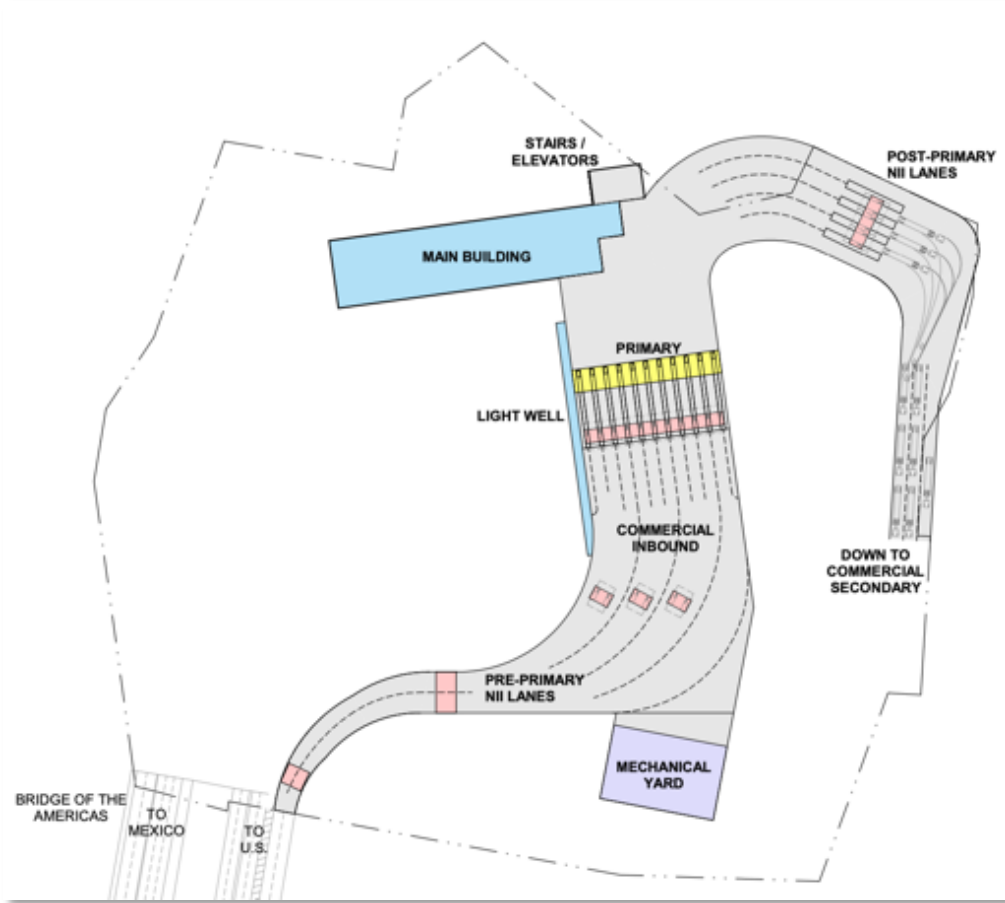 STAIRS /
ELEVATORS
POST-PRIMARY
NII LANES
MAIN BUILDING
PRIMARY
LIGHT WELL
COMMERCIAL
INBOUND
DOWN TO
COMMERCIAL
SECONDARY
PRE-PRIMARY
NII LANES
MECHANICAL
YARD
BRIDGE OF THE
AMERICAS
TO
MEXICO
TO
U.S.